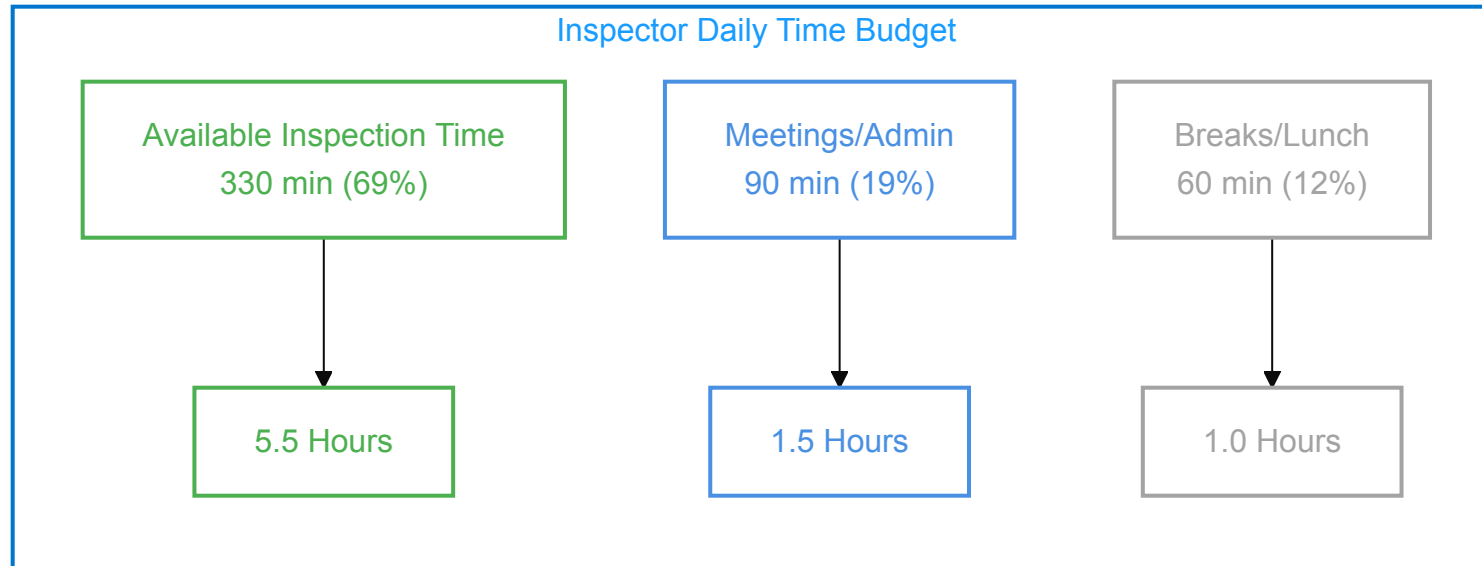 Inspector Daily Time Budget
Available Inspection Time
330 min (69%)
Meetings/Admin
90 min (19%)
Breaks/Lunch
60 min (12%)
5.5 Hours
1.5 Hours
1.0 Hours